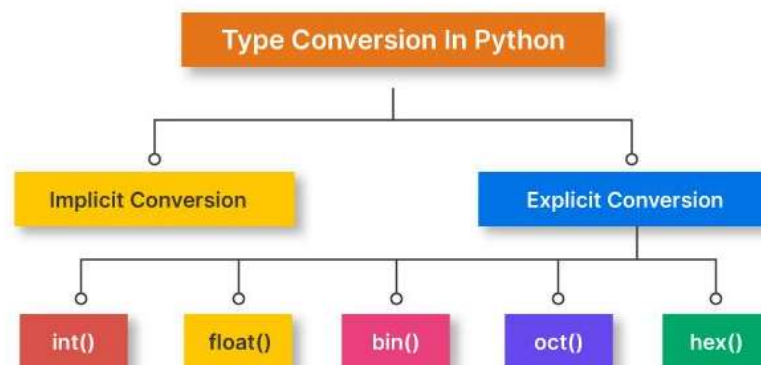 Type Conversion In Python
Implicit Conversion
Explicit Conversion
int()
float()
bin()
oct()
hex()